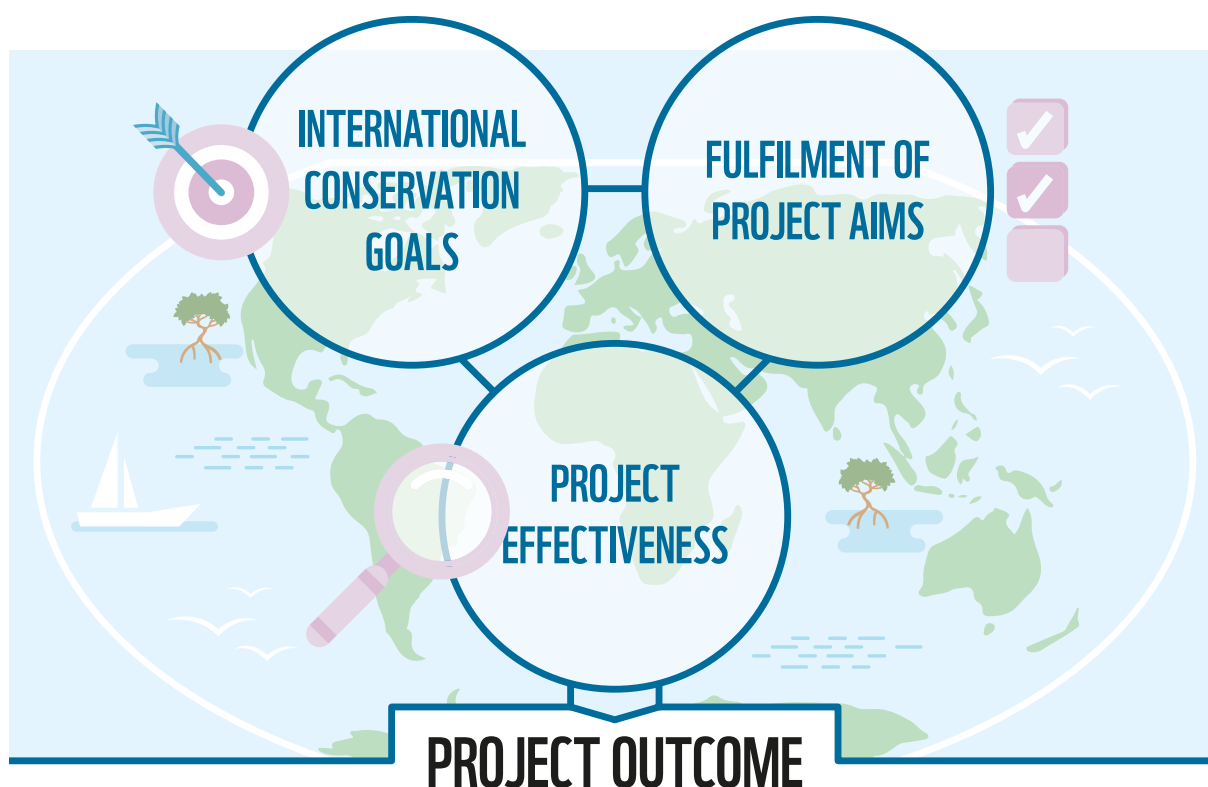 INTERNATIONAL
CONSERVATION
GOALS
FULFILMENT OF
PROJECT AIMS
PROJECT
EFFECTIVENESS
PROJECT OUTCOME